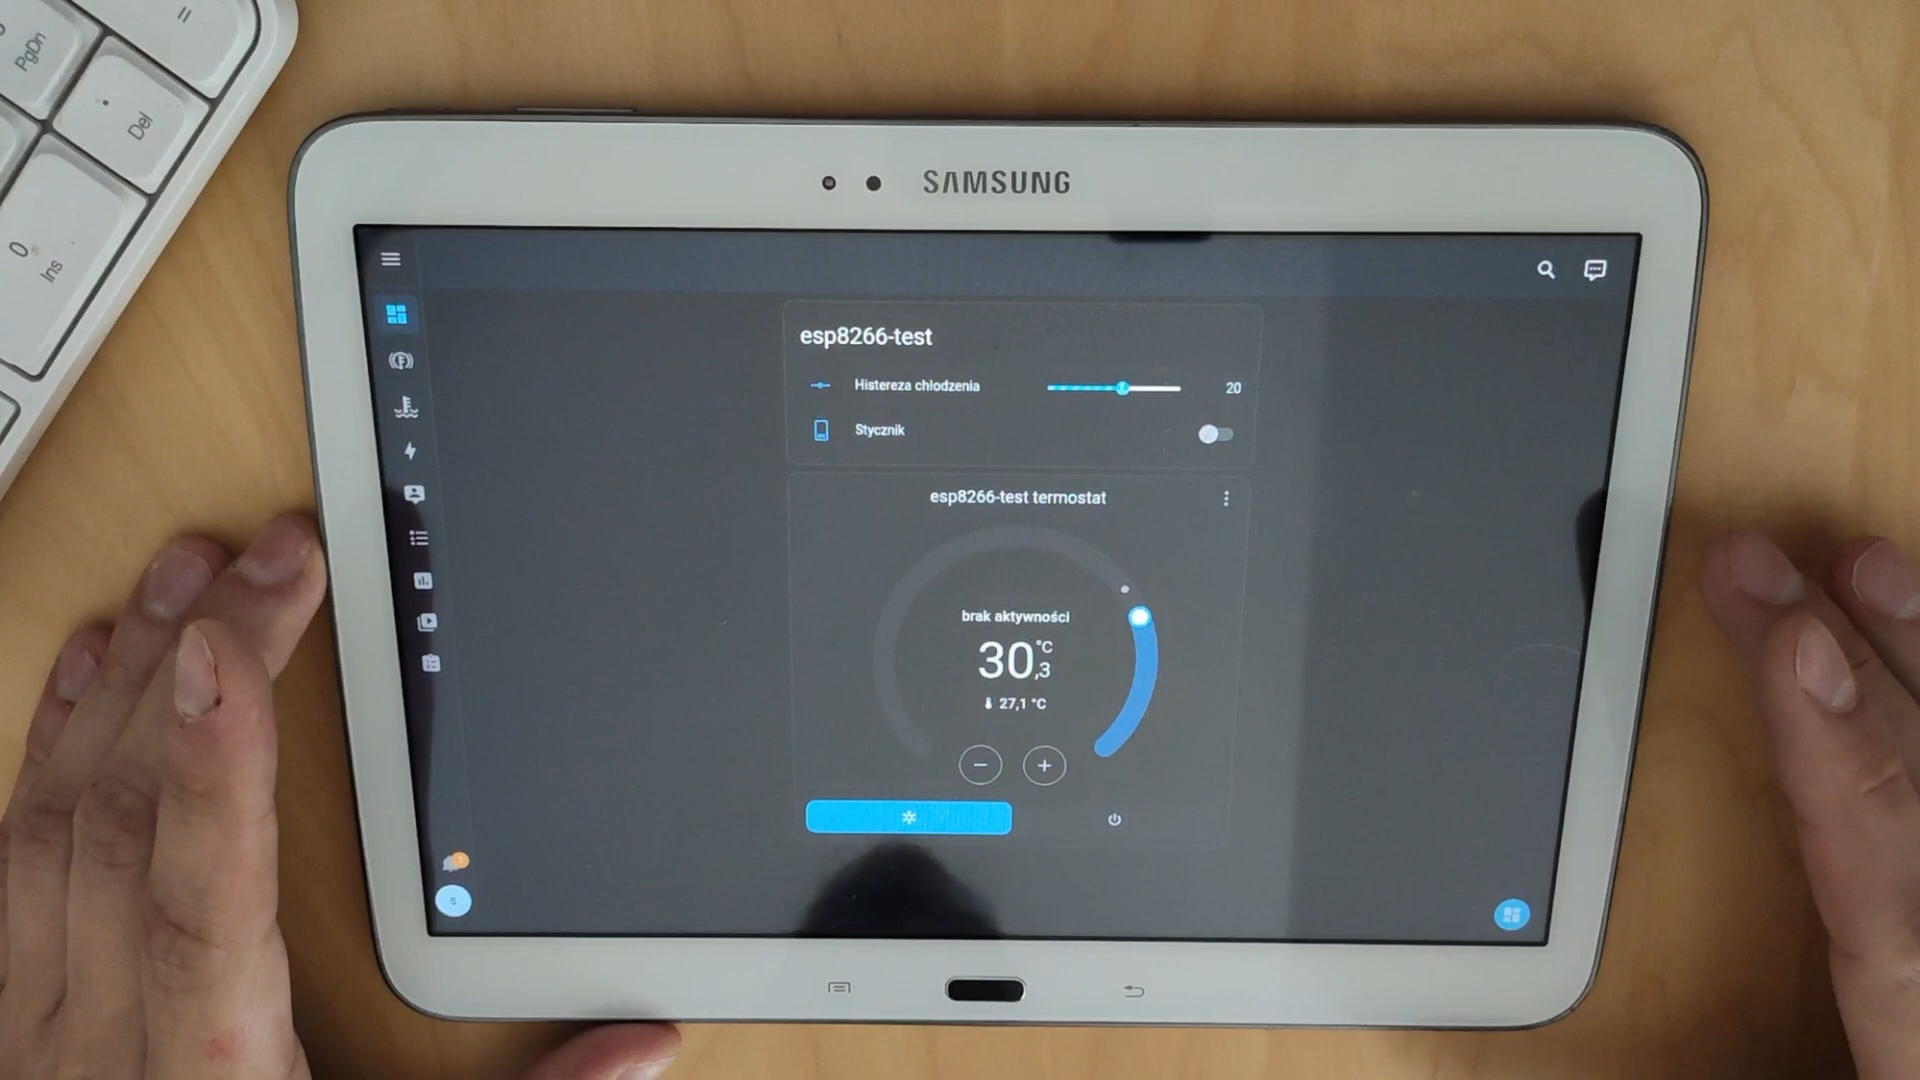 =
PgDn
.
Del
0
Ins
SAMSUNG
esp8266-test
Histereza chłodzenia 20
Stycznik
esp8266-test termostat
brak aktywności
30,3 °C
27,1 °C
− +
S